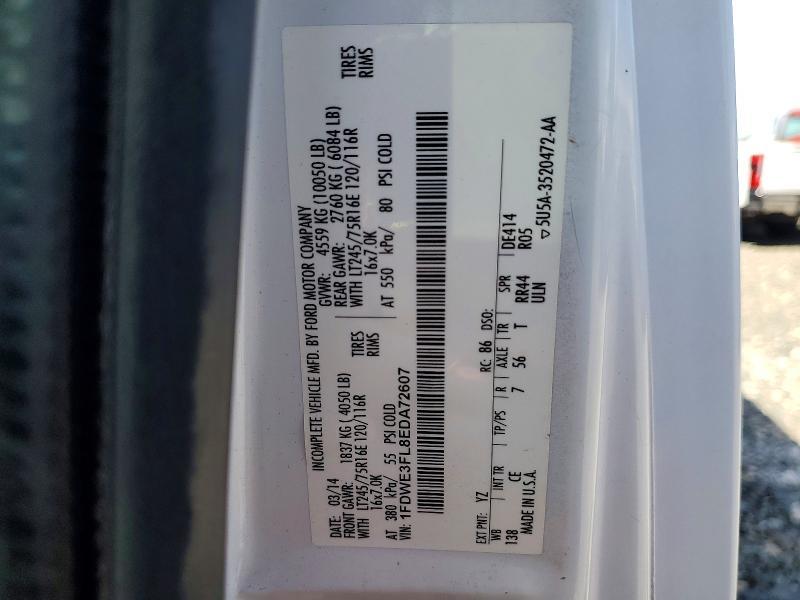 INCOMPLETE VEHICLE MFD. BY FORD MOTOR COMPANY
DATE: 03/14 GVWR: 4559 KG (10050 LB)
FRONT GAWR: 1837 KG ( 4050 LB) REAR GAWR: 2760 KG ( 6084 LB)
WITH LT245/75R16E 120/116R TIRES WITH LT245/75R16E 120/116R TIRES
16x7.0K RIMS 16x7.0K RIMS
AT 380 kPa/ 55 PSI COLD AT 550 kPa/ 80 PSI COLD
VIN: 1FDWE3FL8EDA72607
EXT PNT: YZ RC: 86 DSO:
WB INT TR TP/PS R AXLE TR SPR DE414
138 CE 7 56 T RR44 R05
MADE IN U.S.A. ULN
▽5U5A-3520472-AA